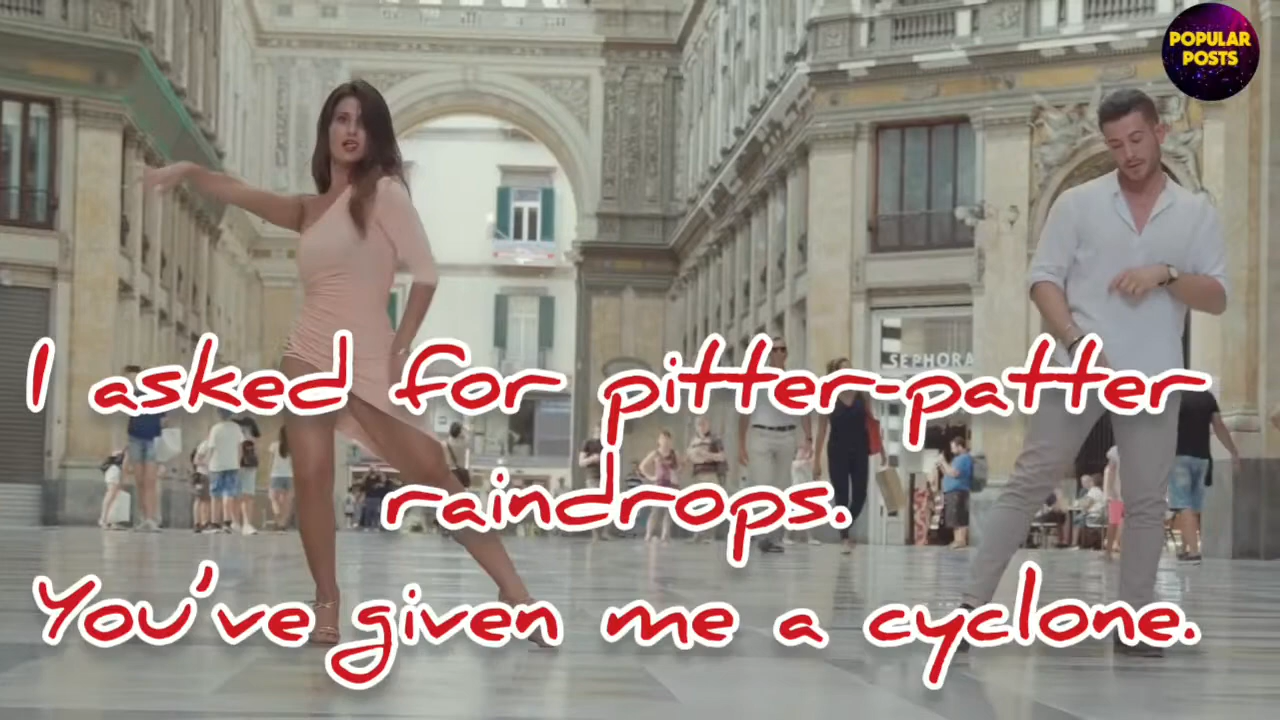 POPULAR
POSTS
SEPHORA
I asked for pitter-patter
raindrops.
You've given me a cyclone.